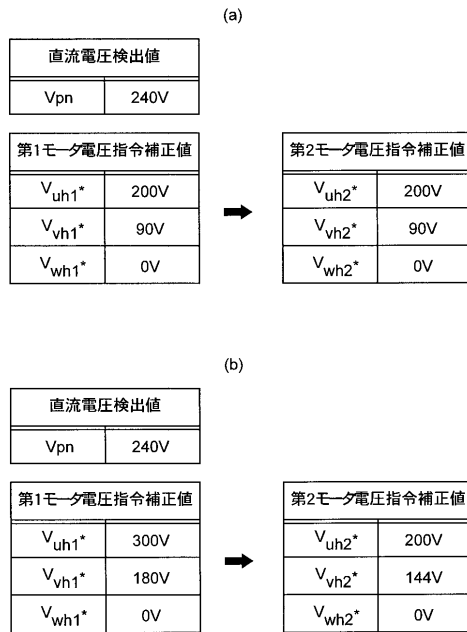 (a)
直流電圧検出値
Vpn 240V
第1モータ電圧指令補正値
Vuh1* 200V
Vvh1* 90V
Vwh1* 0V
第2モータ電圧指令補正値
Vuh2* 200V
Vvh2* 90V
Vwh2* 0V
(b)
直流電圧検出値
Vpn 240V
第1モータ電圧指令補正値
Vuh1* 300V
Vvh1* 180V
Vwh1* 0V
第2モータ電圧指令補正値
Vuh2* 200V
Vvh2* 144V
Vwh2* 0V